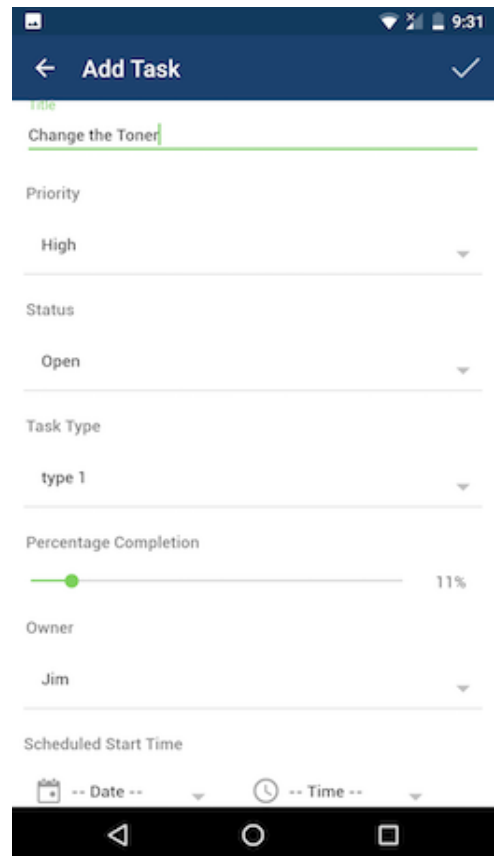 9:31
Add Task
Title
Change the Toner
Priority
High
Status
Open
Task Type
type 1
Percentage Completion
11%
Owner
Jim
Scheduled Start Time
-- Date -- -- Time --